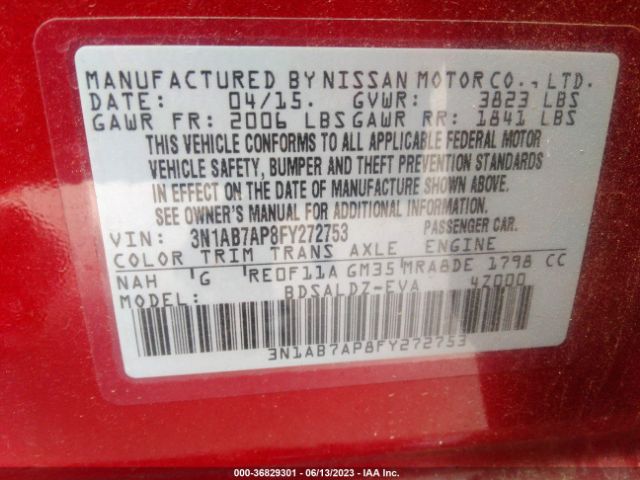 MANUFACTURED BY NISSAN MOTOR CO., LTD.
DATE: 04/15. GVWR: 3823 LBS
GAWR FR: 2006 LBS GAWR RR: 1841 LBS
THIS VEHICLE CONFORMS TO ALL APPLICABLE FEDERAL MOTOR
VEHICLE SAFETY, BUMPER AND THEFT PREVENTION STANDARDS
IN EFFECT ON THE DATE OF MANUFACTURE SHOWN ABOVE.
SEE OWNER'S MANUAL FOR ADDITIONAL INFORMATION.
VIN: 3N1AB7AP8FY272753 PASSENGER CAR.
COLOR TRIM TRANS AXLE ENGINE
NAH G RE0F11A GM35 MRA8DE 1798 CC
MODEL: BDSALDZ-EVA 4Z000
3N1AB7AP8FY272753
000-36829301 - 06/13/2023 - IAA Inc.